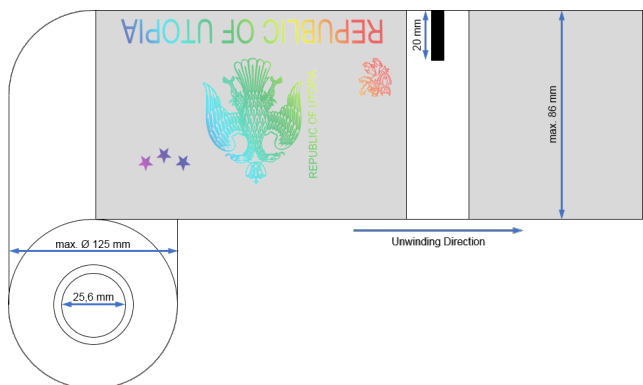 REPUBLIC OF UTOPIA
20 mm
REPUBLIC OF UTOPIA
max. 86 mm
max. Ø 125 mm
Unwinding Direction
25,6 mm